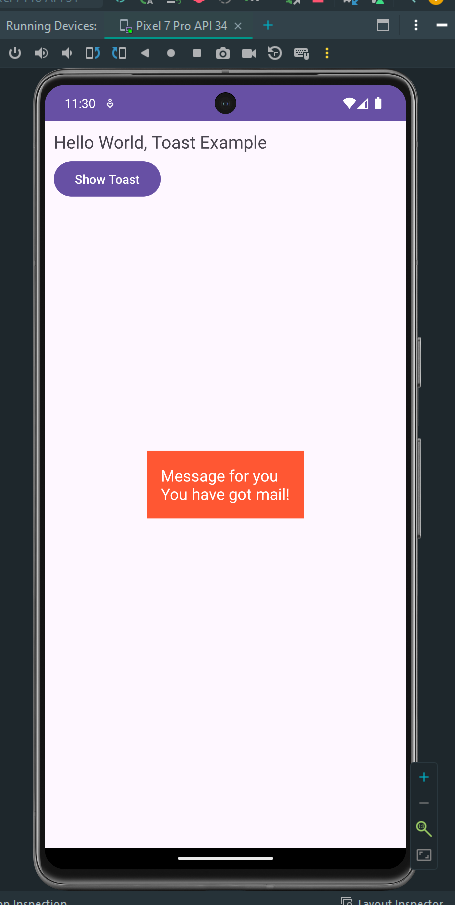 Running Devices:
Pixel 7 Pro API 34
11:30
Hello World, Toast Example
Show Toast
Message for you
You have got mail!
Inspection
Layout Inspector